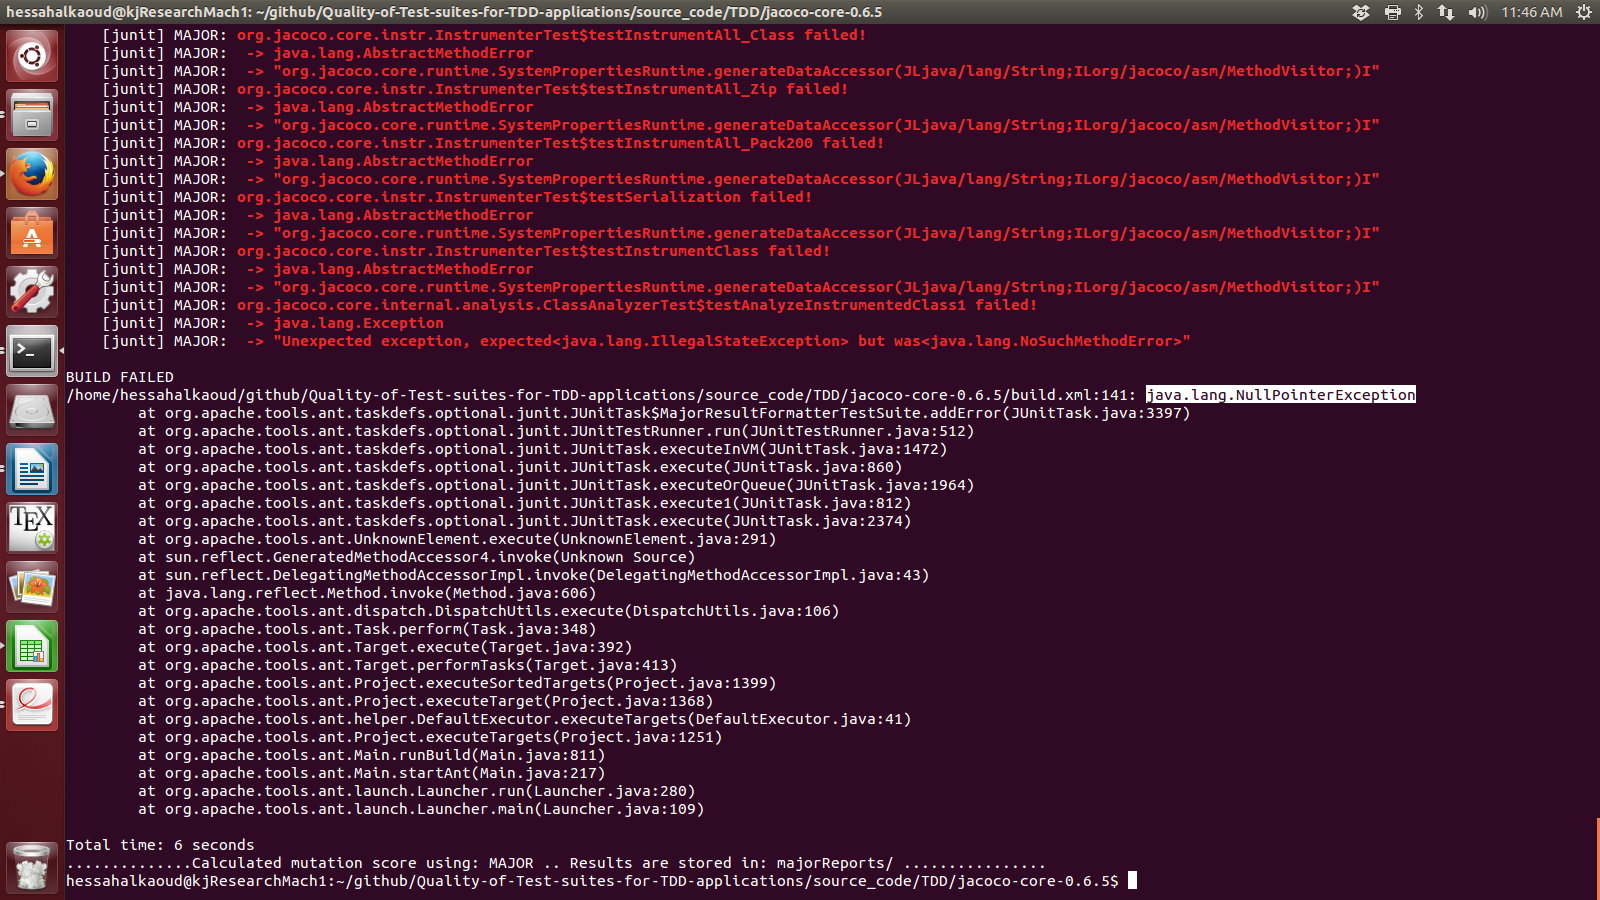 hessahalkaoud@kjResearchMach1: ~/github/Quality-of-Test-suites-for-TDD-applications/source_code/TDD/jacoco-core-0.6.5 11:46 AM
[junit] MAJOR: org.jacoco.core.instr.InstrumenterTest$testInstrumentAll_Class failed!
[junit] MAJOR:  -> java.lang.AbstractMethodError
[junit] MAJOR:  -> "org.jacoco.core.runtime.SystemPropertiesRuntime.generateDataAccessor(JLjava/lang/String;ILorg/jacoco/asm/MethodVisitor;)I"
[junit] MAJOR: org.jacoco.core.instr.InstrumenterTest$testInstrumentAll_Zip failed!
[junit] MAJOR:  -> java.lang.AbstractMethodError
[junit] MAJOR:  -> "org.jacoco.core.runtime.SystemPropertiesRuntime.generateDataAccessor(JLjava/lang/String;ILorg/jacoco/asm/MethodVisitor;)I"
[junit] MAJOR: org.jacoco.core.instr.InstrumenterTest$testInstrumentAll_Pack200 failed!
[junit] MAJOR:  -> java.lang.AbstractMethodError
[junit] MAJOR:  -> "org.jacoco.core.runtime.SystemPropertiesRuntime.generateDataAccessor(JLjava/lang/String;ILorg/jacoco/asm/MethodVisitor;)I"
[junit] MAJOR: org.jacoco.core.instr.InstrumenterTest$testSerialization failed!
[junit] MAJOR:  -> java.lang.AbstractMethodError
[junit] MAJOR:  -> "org.jacoco.core.runtime.SystemPropertiesRuntime.generateDataAccessor(JLjava/lang/String;ILorg/jacoco/asm/MethodVisitor;)I"
[junit] MAJOR: org.jacoco.core.instr.InstrumenterTest$testInstrumentClass failed!
[junit] MAJOR:  -> java.lang.AbstractMethodError
[junit] MAJOR:  -> "org.jacoco.core.runtime.SystemPropertiesRuntime.generateDataAccessor(JLjava/lang/String;ILorg/jacoco/asm/MethodVisitor;)I"
[junit] MAJOR: org.jacoco.core.internal.analysis.ClassAnalyzerTest$testAnalyzeInstrumentedClass1 failed!
[junit] MAJOR:  -> java.lang.Exception
[junit] MAJOR:  -> "Unexpected exception, expected<java.lang.IllegalStateException> but was<java.lang.NoSuchMethodError>"
BUILD FAILED
/home/hessahalkaoud/github/Quality-of-Test-suites-for-TDD-applications/source_code/TDD/jacoco-core-0.6.5/build.xml:141: java.lang.NullPointerException
at org.apache.tools.ant.taskdefs.optional.junit.JUnitTask$MajorResultFormatterTestSuite.addError(JUnitTask.java:3397)
at org.apache.tools.ant.taskdefs.optional.junit.JUnitTestRunner.run(JUnitTestRunner.java:512)
at org.apache.tools.ant.taskdefs.optional.junit.JUnitTask.executeInVM(JUnitTask.java:1472)
at org.apache.tools.ant.taskdefs.optional.junit.JUnitTask.execute(JUnitTask.java:860)
at org.apache.tools.ant.taskdefs.optional.junit.JUnitTask.executeOrQueue(JUnitTask.java:1964)
at org.apache.tools.ant.taskdefs.optional.junit.JUnitTask.execute1(JUnitTask.java:812)
at org.apache.tools.ant.taskdefs.optional.junit.JUnitTask.execute(JUnitTask.java:2374)
at org.apache.tools.ant.UnknownElement.execute(UnknownElement.java:291)
at sun.reflect.GeneratedMethodAccessor4.invoke(Unknown Source)
at sun.reflect.DelegatingMethodAccessorImpl.invoke(DelegatingMethodAccessorImpl.java:43)
at java.lang.reflect.Method.invoke(Method.java:606)
at org.apache.tools.ant.dispatch.DispatchUtils.execute(DispatchUtils.java:106)
at org.apache.tools.ant.Task.perform(Task.java:348)
at org.apache.tools.ant.Target.execute(Target.java:392)
at org.apache.tools.ant.Target.performTasks(Target.java:413)
at org.apache.tools.ant.Project.executeSortedTargets(Project.java:1399)
at org.apache.tools.ant.Project.executeTarget(Project.java:1368)
at org.apache.tools.ant.helper.DefaultExecutor.executeTargets(DefaultExecutor.java:41)
at org.apache.tools.ant.Project.executeTargets(Project.java:1251)
at org.apache.tools.ant.Main.runBuild(Main.java:811)
at org.apache.tools.ant.Main.startAnt(Main.java:217)
at org.apache.tools.ant.launch.Launcher.run(Launcher.java:280)
at org.apache.tools.ant.launch.Launcher.main(Launcher.java:109)
Total time: 6 seconds
..............Calculated mutation score using: MAJOR .. Results are stored in: majorReports/ ................
hessahalkaoud@kjResearchMach1:~/github/Quality-of-Test-suites-for-TDD-applications/source_code/TDD/jacoco-core-0.6.5$
TEX